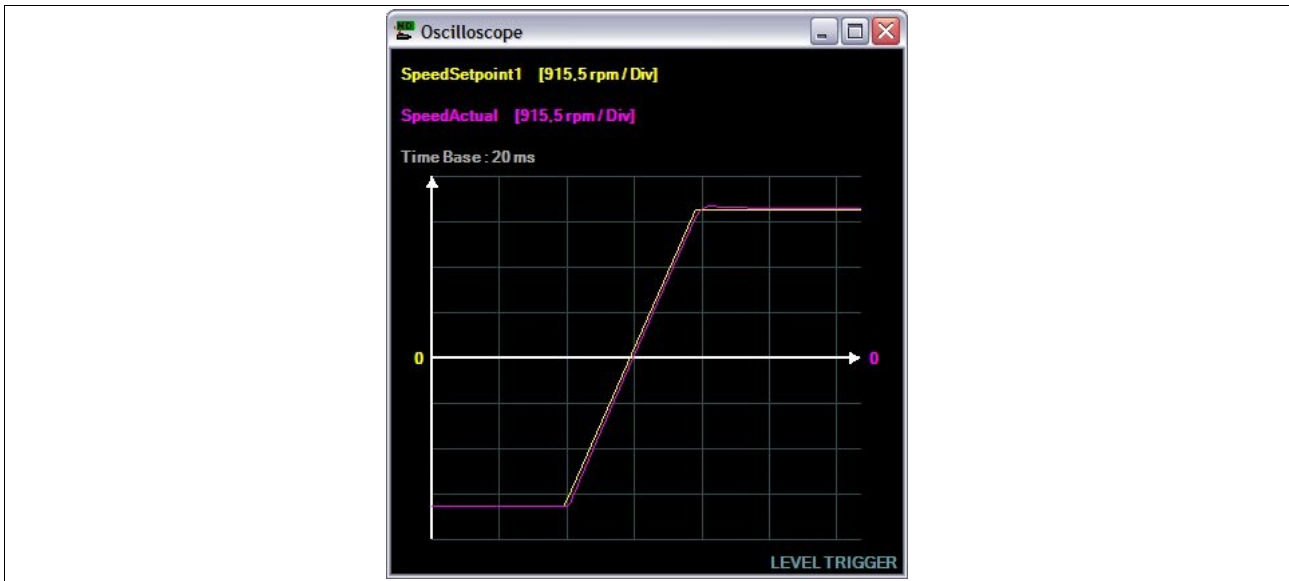 Oscilloscope
SpeedSetpoint1 [915,5 rpm / Div]
SpeedActual [915,5 rpm / Div]
Time Base : 20 ms
0 0
LEVEL TRIGGER